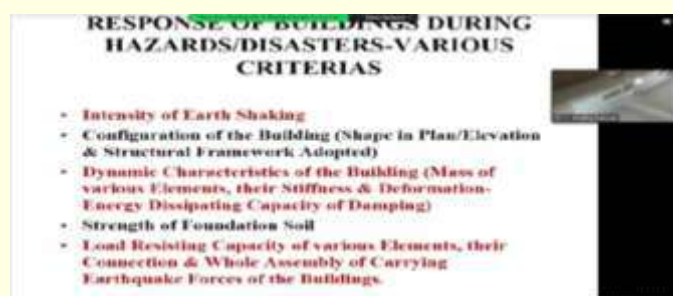 RESPONSE OF BUILDINGS DURING
HAZARDS/DISASTERS-VARIOUS
CRITERIAS
• Intensity of Earth Shaking
• Configuration of the Building (Shape in Plan/Elevation
& Structural Framework Adopted)
• Dynamic Characteristics of the Building (Mass of
various Elements, their Stiffness & Deformation-
Energy Dissipating Capacity of Damping)
• Strength of Foundation Soil
• Load Resisting Capacity of various Elements, their
Connection & Whole Assembly of Carrying
Earthquake Forces of the Buildings.